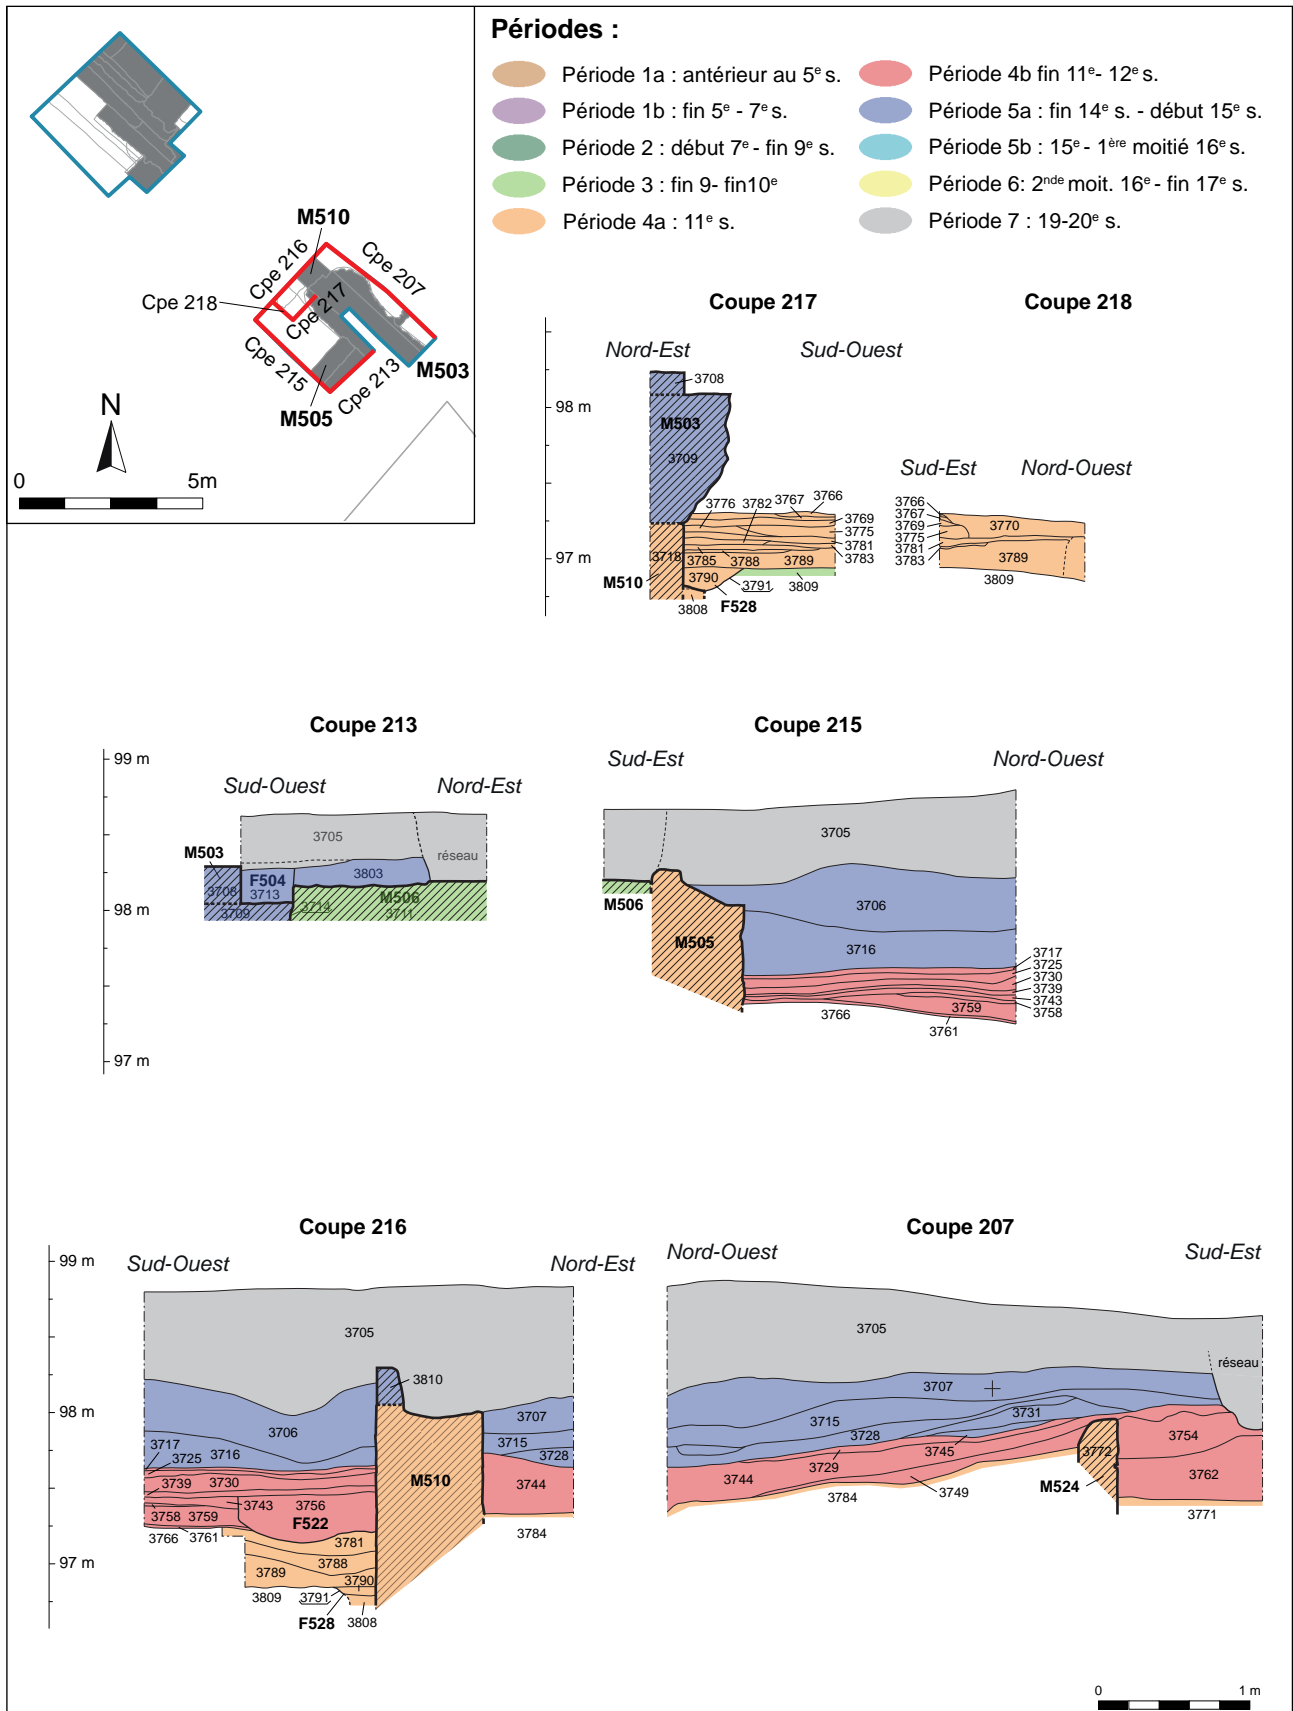 Périodes :
Période 1a : antérieur au 5e s.
Période 1b : fin 5e - 7e s.
Période 2 : début 7e - fin 9e s.
Période 3 : fin 9- fin10e
Période 4a : 11e s.
Période 4b fin 11e- 12e s.
Période 5a : fin 14e s. - début 15e s.
Période 5b : 15e - 1ère moitié 16e s.
Période 6: 2nde moit. 16e - fin 17e s.
Période 7 : 19-20e s.
M510
Cpe 216
Cpe 207
Cpe 218
Cpe 217
Cpe 215
Cpe 213
M503
M505
N
0 5m
Coupe 217
Nord-Est Sud-Ouest
98 m
97 m
3708
M503
3709
3776 3782 3767 3766
3769
3775
3781
3783
3718
3785 3788 3789
M510
3790
3791 3809
3808 F528
Coupe 218
Sud-Est Nord-Ouest
3766
3767
3769
3775
3781
3783
3770
3789
3809
Coupe 213
99 m
98 m
97 m
Sud-Ouest Nord-Est
3705
réseau
M503
3708
F504
3713
3803
M506
3709
3714
3711
Coupe 215
Sud-Est Nord-Ouest
3705
M506
M505
3706
3716
3717
3725
3730
3739
3743
3758
3759
3766
3761
Coupe 216
99 m
98 m
97 m
Sud-Ouest Nord-Est
3705
3810
3706
3707
3717
3716
3715
3725
3728
3739 3730
M510
3744
3743 3756
3758 3759
F522
3766 3761
3781
3784
3788
3789
3790
3809 3791
F528 3808
Coupe 207
Nord-Ouest Sud-Est
3705
réseau
3707
3715
3731
3728
3745
3754
3729
3744
3772
3762
3749
M524
3784
3771
0 1 m